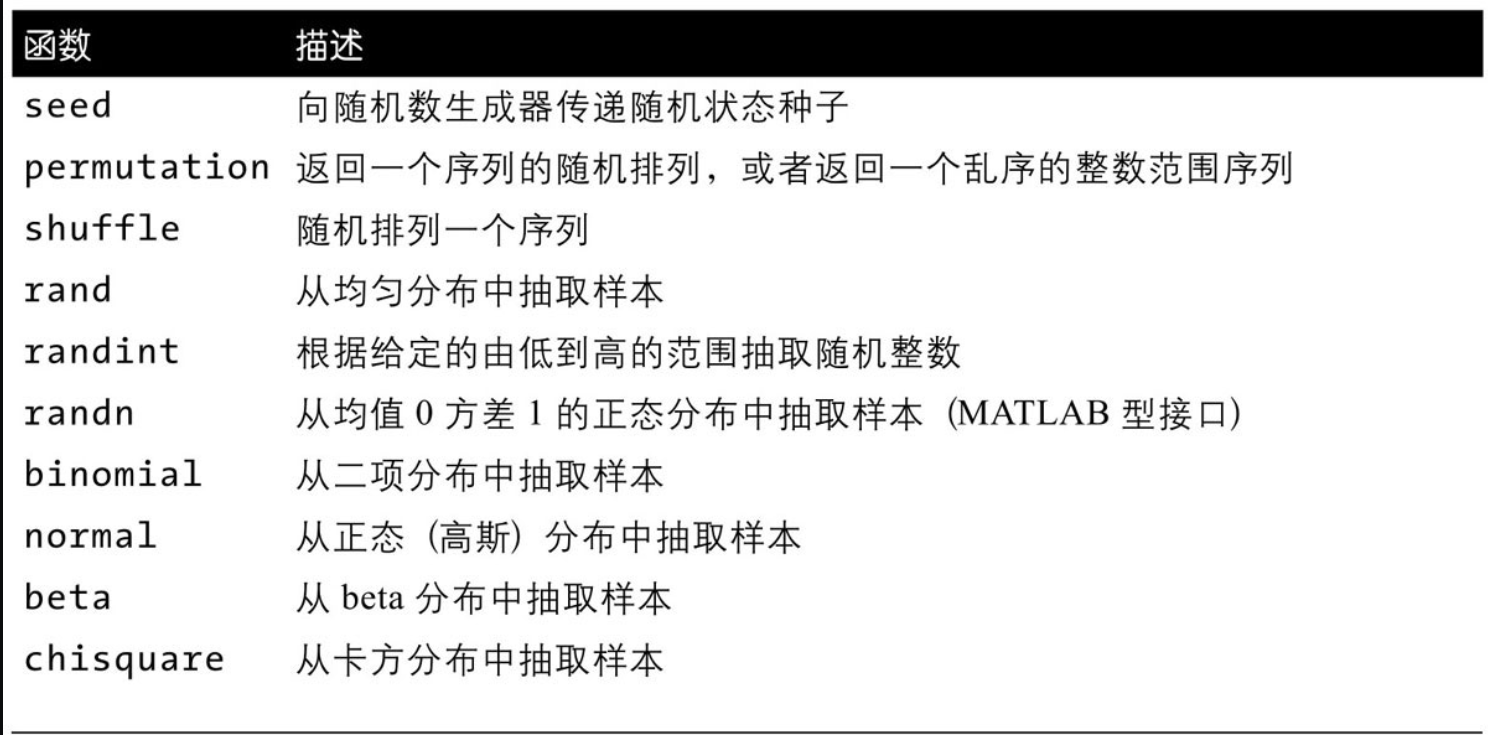 函数 描述
seed 向随机数生成器传递随机状态种子
permutation 返回一个序列的随机排列，或者返回一个乱序的整数范围序列
shuffle 随机排列一个序列
rand 从均匀分布中抽取样本
randint 根据给定的由低到高的范围抽取随机整数
randn 从均值 0 方差 1 的正态分布中抽取样本（MATLAB 型接口）
binomial 从二项分布中抽取样本
normal 从正态（高斯）分布中抽取样本
beta 从 beta 分布中抽取样本
chisquare 从卡方分布中抽取样本